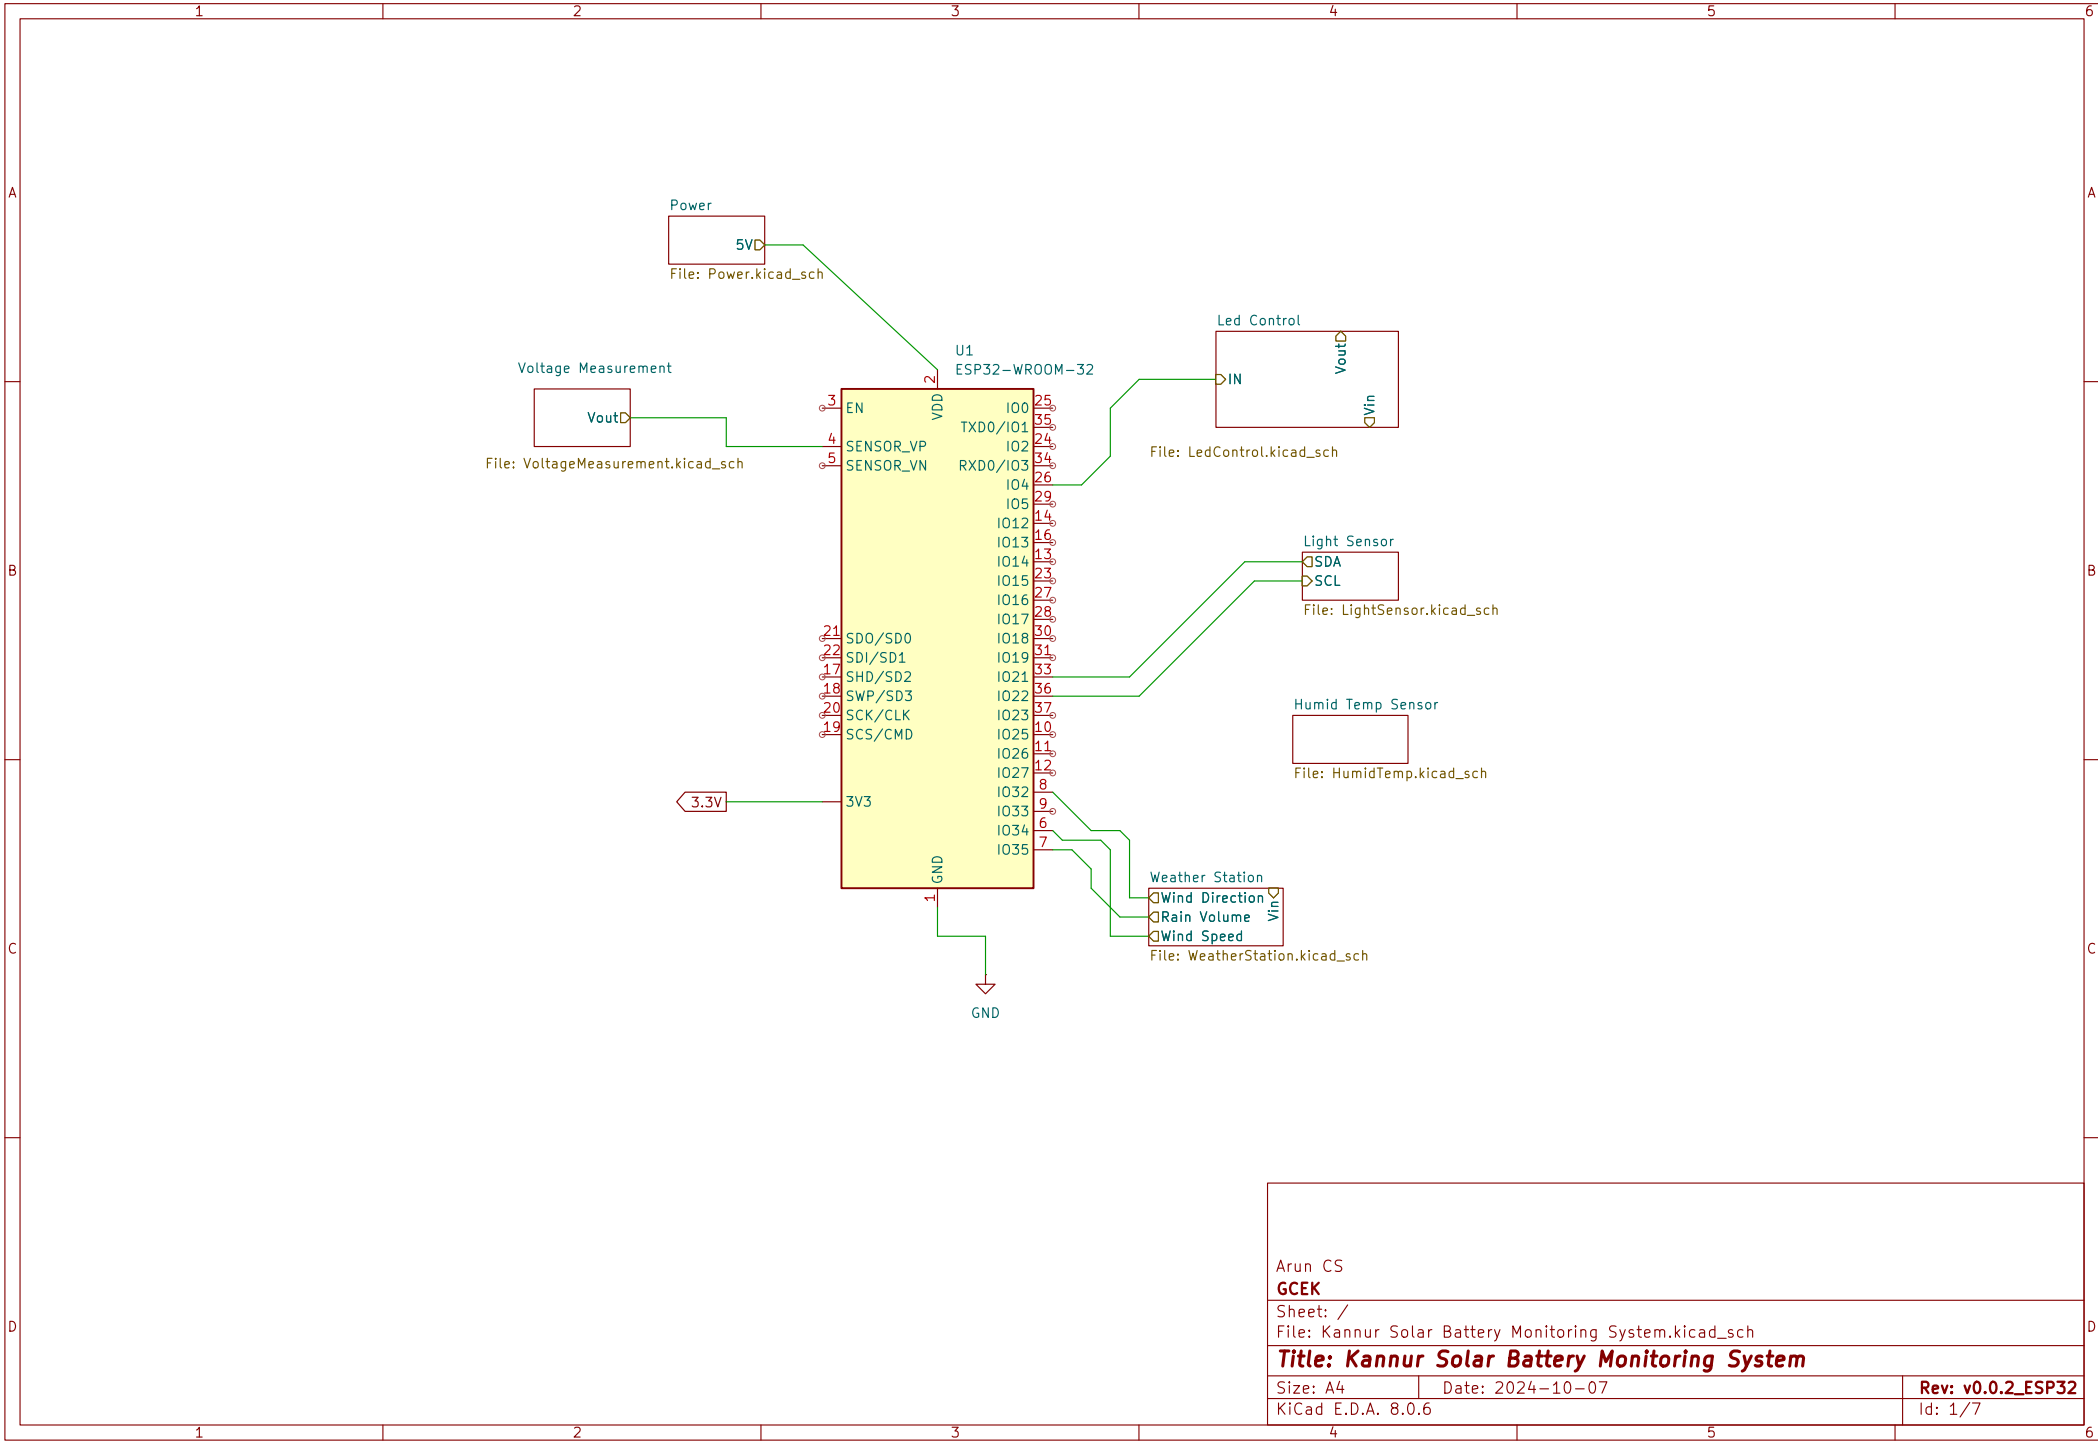 1 2 3 4 5 6
A A
Power
5V
File: Power.kicad_sch
Led Control
Vout
IN
Vin
File: LedControl.kicad_sch
Voltage Measurement
Vout
File: VoltageMeasurement.kicad_sch
U1
ESP32-WROOM-32
2
VDD
3 EN
4 SENSOR_VP
5 SENSOR_VN
21 SDO/SD0
22 SDI/SD1
17 SHD/SD2
18 SWP/SD3
20 SCK/CLK
19 SCS/CMD
3.3V
3V3
IO0 25
TXD0/IO1 35
IO2 24
RXD0/IO3 34
IO4 26
IO5 29
IO12 14
IO13 16
IO14 13
IO15 23
IO16 27
IO17 28
IO18 30
IO19 31
IO21 33
IO22 36
IO23 37
IO25 10
IO26 11
IO27 12
IO32 8
IO33 9
IO34 6
IO35 7
GND
1
GND
B B
Light Sensor
SDA
SCL
File: LightSensor.kicad_sch
Humid Temp Sensor
File: HumidTemp.kicad_sch
Weather Station
Wind Direction
Vin
Rain Volume
Wind Speed
File: WeatherStation.kicad_sch
C C
D D
Arun CS
GCEK
Sheet: /
File: Kannur Solar Battery Monitoring System.kicad_sch
Title: Kannur Solar Battery Monitoring System
Size: A4 Date: 2024-10-07 Rev: v0.0.2_ESP32
KiCad E.D.A. 8.0.6 Id: 1/7
1 2 3 4 5 6